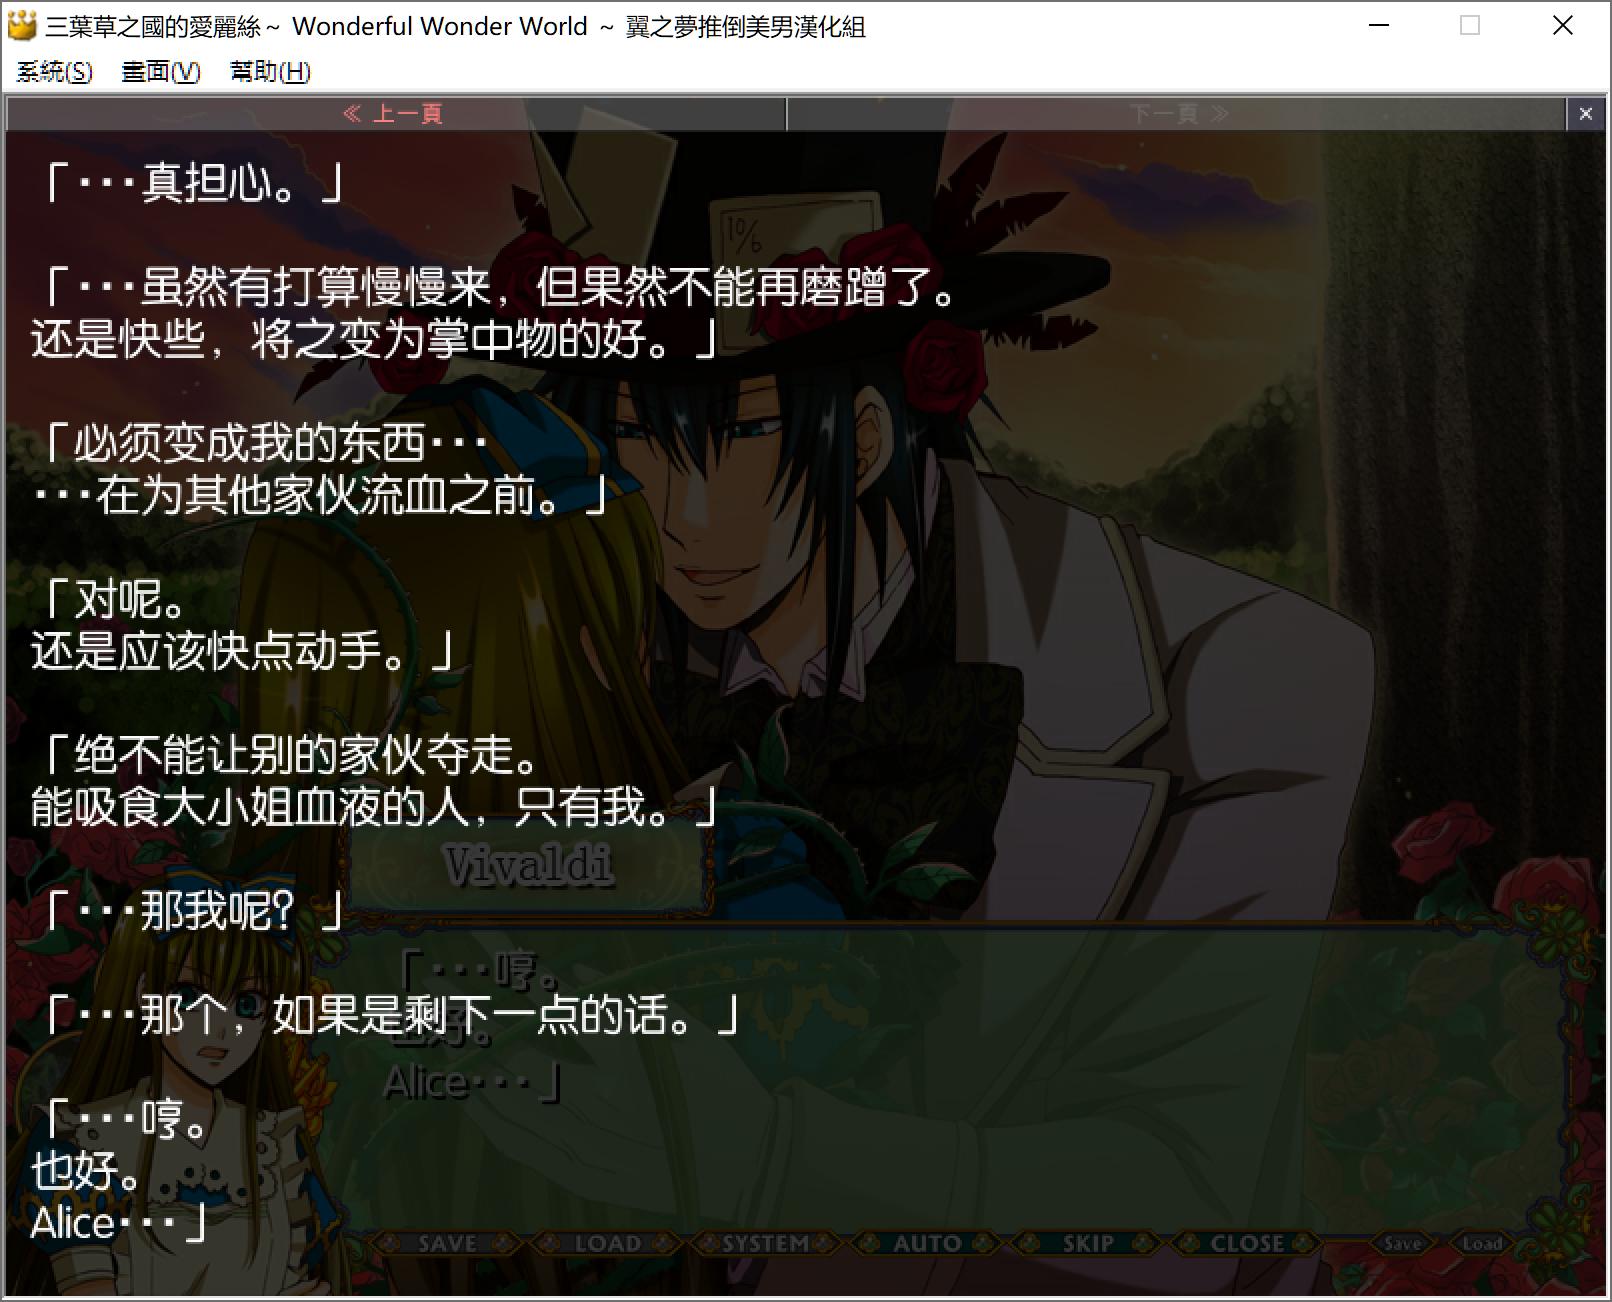 三葉草之國的愛麗絲～ Wonderful Wonder World ～ 翼之夢推倒美男漢化組
系統(S) 畫面(V) 幫助(H)
≪ 上一頁 下一頁 ≫
10/6
「···真担心。」
「···虽然有打算慢慢来，但果然不能再磨蹭了。
还是快些，将之变为掌中物的好。」
「必须变成我的东西···
···在为其他家伙流血之前。」
「对呢。
还是应该快点动手。」
「绝不能让别的家伙夺走。
能吸食大小姐血液的人，只有我。」
Vivaldi
「···那我呢？」
「···哼。
「···那个，如果是剩下一点的话。」
也好。
Alice···」
「···哼。
也好。
Alice···」
SAVE LOAD SYSTEM AUTO SKIP CLOSE Save Load